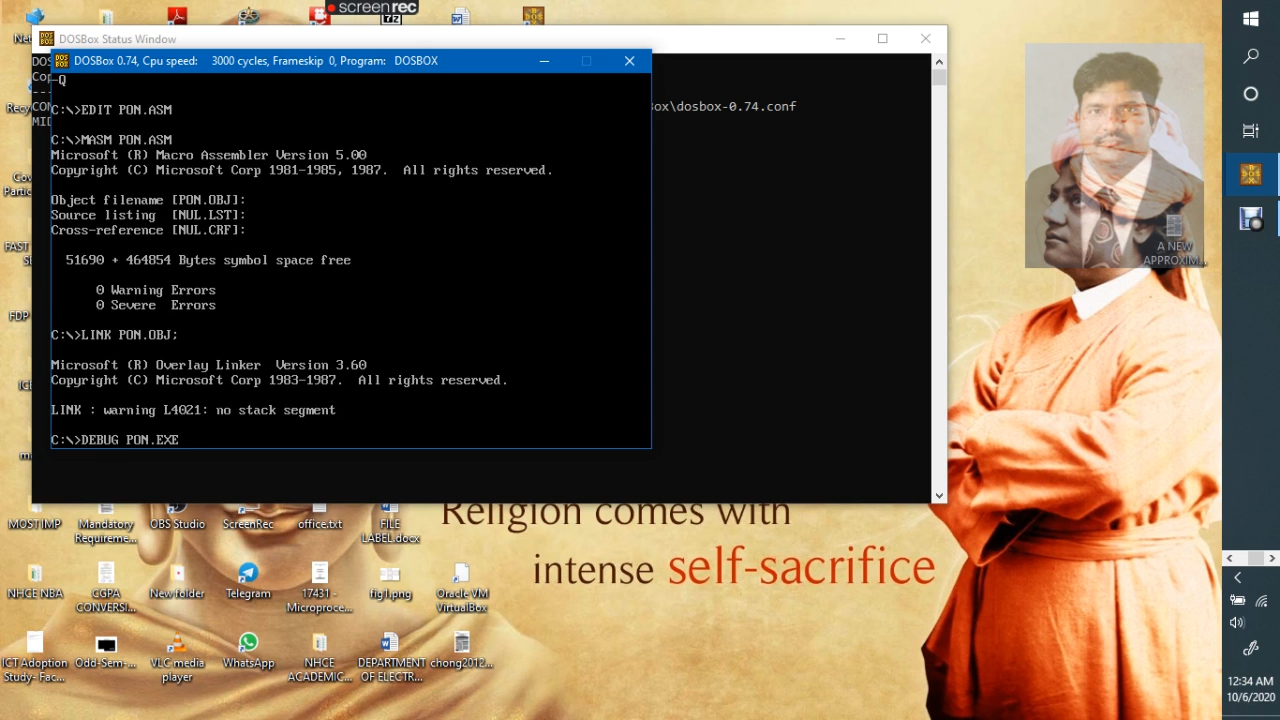 screenrec
DOSBox Status Window
DOSBox 0.74, Cpu speed: 3000 cycles, Frameskip 0, Program: DOSBOX
-Q
C:\>EDIT PON.ASM
ox\dosbox-0.74.conf
C:\>MASM PON.ASM
Microsoft (R) Macro Assembler Version 5.00
Copyright (C) Microsoft Corp 1981-1985, 1987. All rights reserved.
Object filename [PON.OBJ]:
Source listing [NUL.LST]:
Cross-reference [NUL.CRF]:
51690 + 464854 Bytes symbol space free
0 Warning Errors
0 Severe Errors
C:\>LINK PON.OBJ;
Microsoft (R) Overlay Linker Version 3.60
Copyright (C) Microsoft Corp 1983-1987. All rights reserved.
LINK : warning L4021: no stack segment
C:\>DEBUG PON.EXE
A NEW
APPROXIM...
Religion comes with
intense self-sacrifice
MOST IMP
Mandatory
Requireme...
OBS Studio
ScreenRec
office.txt
FILE
LABEL.docx
NHCE NBA
CGPA
CONVERSI...
New folder
Telegram
17431 -
Microproce...
fig1.png
Oracle VM
VirtualBox
ICT Adoption
Study- Fac...
Odd-Sem-...
VLC media
player
WhatsApp
NHCE
ACADEMIC...
DEPARTMENT
OF ELECTR...
chong2012...
12:34 AM
10/6/2020